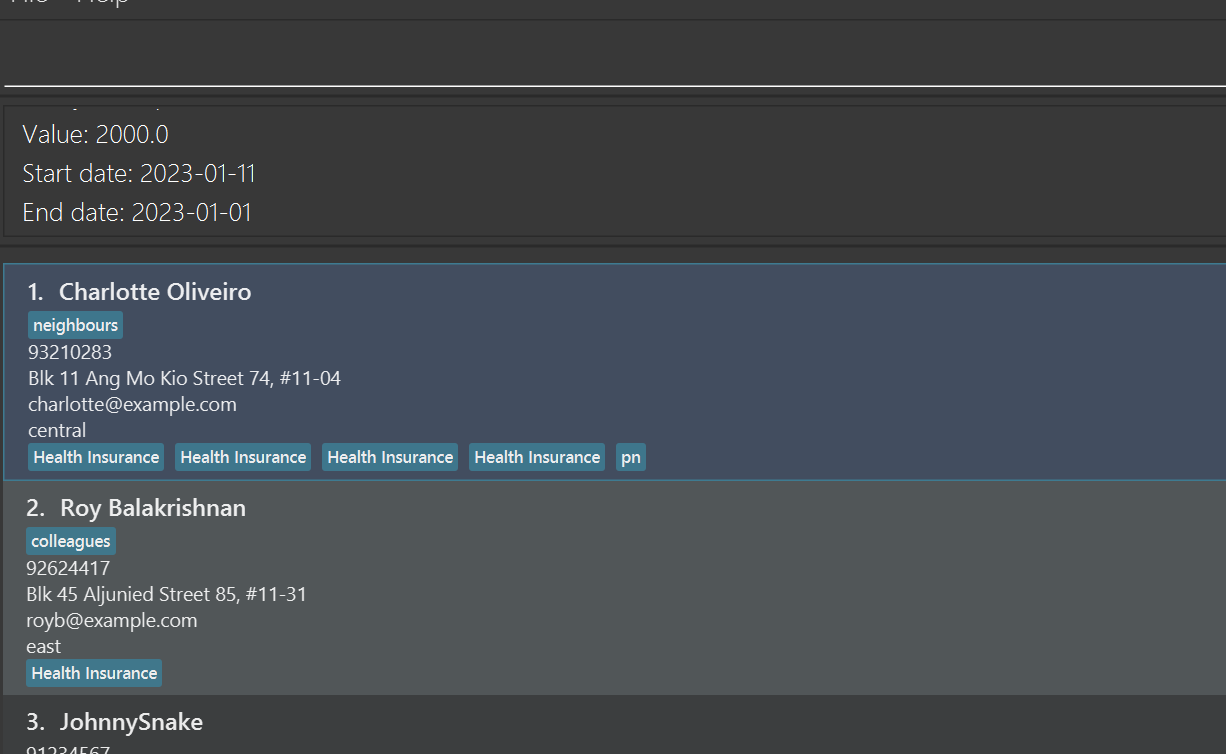 File Help
Value: 2000.0
Start date: 2023-01-11
End date: 2023-01-01
1. Charlotte Oliveiro
neighbours
93210283
Blk 11 Ang Mo Kio Street 74, #11-04
charlotte@example.com
central
Health Insurance Health Insurance Health Insurance Health Insurance pn
2. Roy Balakrishnan
colleagues
92624417
Blk 45 Aljunied Street 85, #11-31
royb@example.com
east
Health Insurance
3. JohnnySnake
91234567